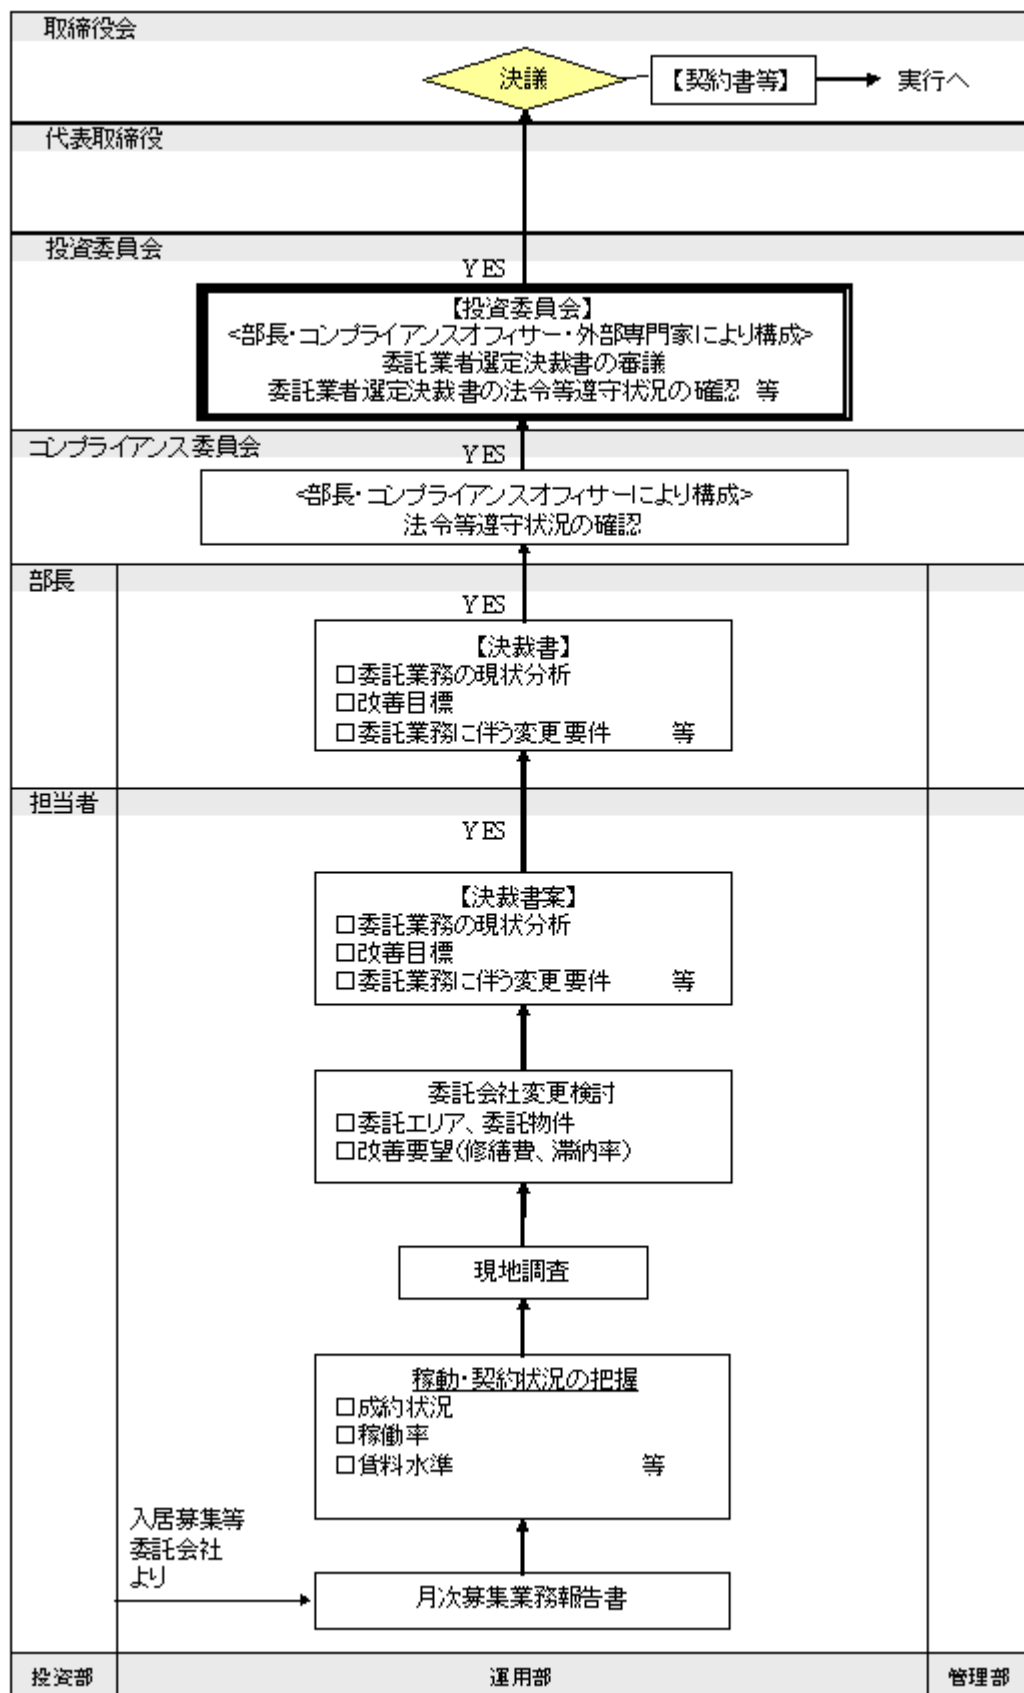 取締役会
決議
【契約書等】
実行へ
代表取締役
投資委員会
YES
【投資委員会】
<部長・コンプライアンスオフィサー・外部専門家により構成>
委託業者選定決裁書の審議
委託業者選定決裁書の法令等遵守状況の確認 等
コンプライアンス委員会
YES
<部長・コンプライアンスオフィサーにより構成>
法令等遵守状況の確認
部長
YES
【決裁書】
□委託業務の現状分析
□改善目標
□委託業務に伴う変更要件 等
担当者
YES
【決裁書案】
□委託業務の現状分析
□改善目標
□委託業務に伴う変更要件 等
委託会社変更検討
□委託エリア、委託物件
□改善要望(修繕費、滞納率)
現地調査
稼動・契約状況の把握
□成約状況
□稼働率
□賃料水準 等
入居募集等
委託会社
より
月次募集業務報告書
投資部
運用部
管理部